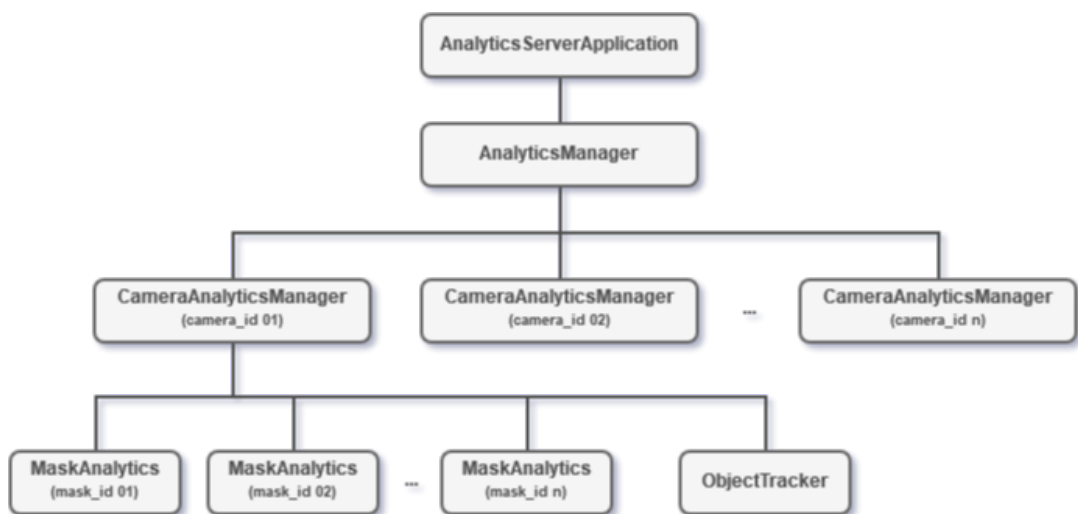 AnalyticsServerApplication
AnalyticsManager
CameraAnalyticsManager
(camera_id 01)
CameraAnalyticsManager
(camera_id 02)
...
CameraAnalyticsManager
(camera_id n)
MaskAnalytics
(mask_id 01)
MaskAnalytics
(mask_id 02)
...
MaskAnalytics
(mask_id n)
ObjectTracker